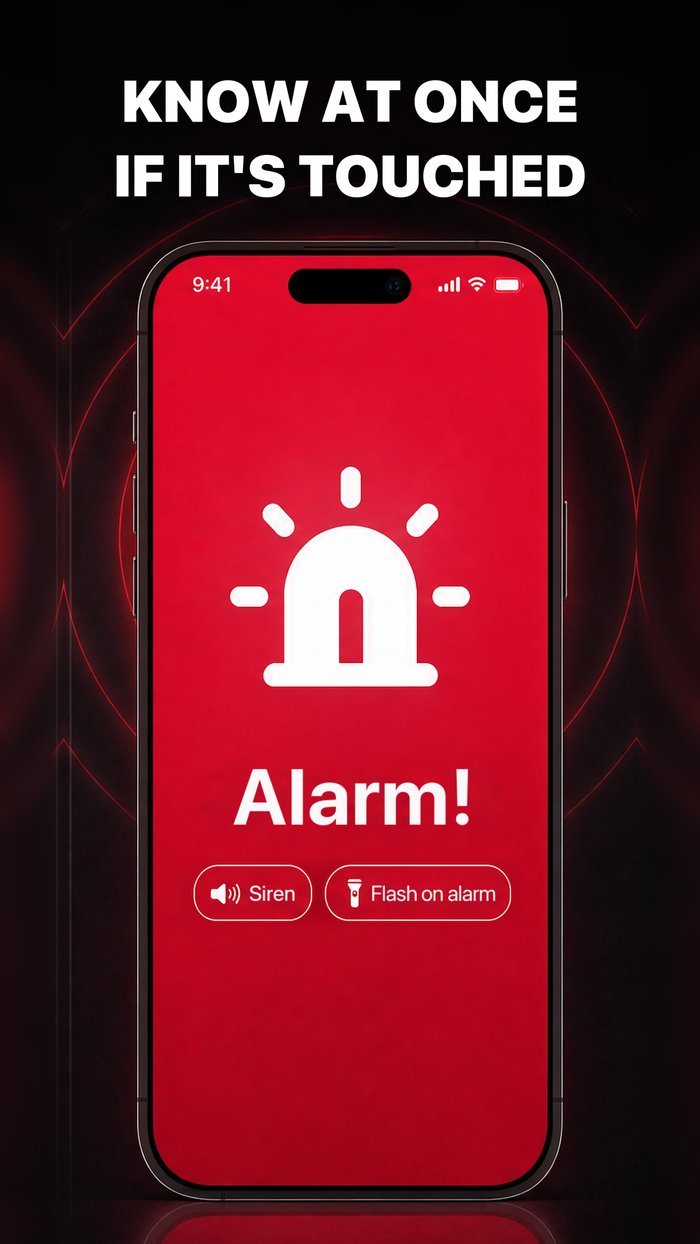 KNOW AT ONCE
IF IT'S TOUCHED
9:41
Alarm!
Siren
Flash on alarm